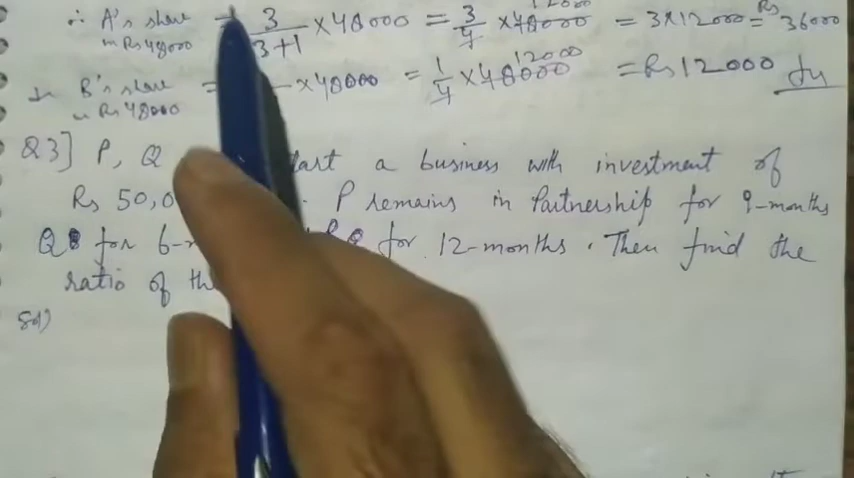 ∴ A's share = 3/3+1 × 48000 = 3/4 × 48000 12000 = 3×12000 = Rs 36000
in Rs 48000
B's share = × 48000 = 1/4 × 48000 12000 = Rs 12000
in Rs 48000
Q3] P, Q start a business with investment of
Rs 50,0 . P remains in Partnership for 9-months
Q for 6- for 12-months. Then find the
ratio of
Sol)